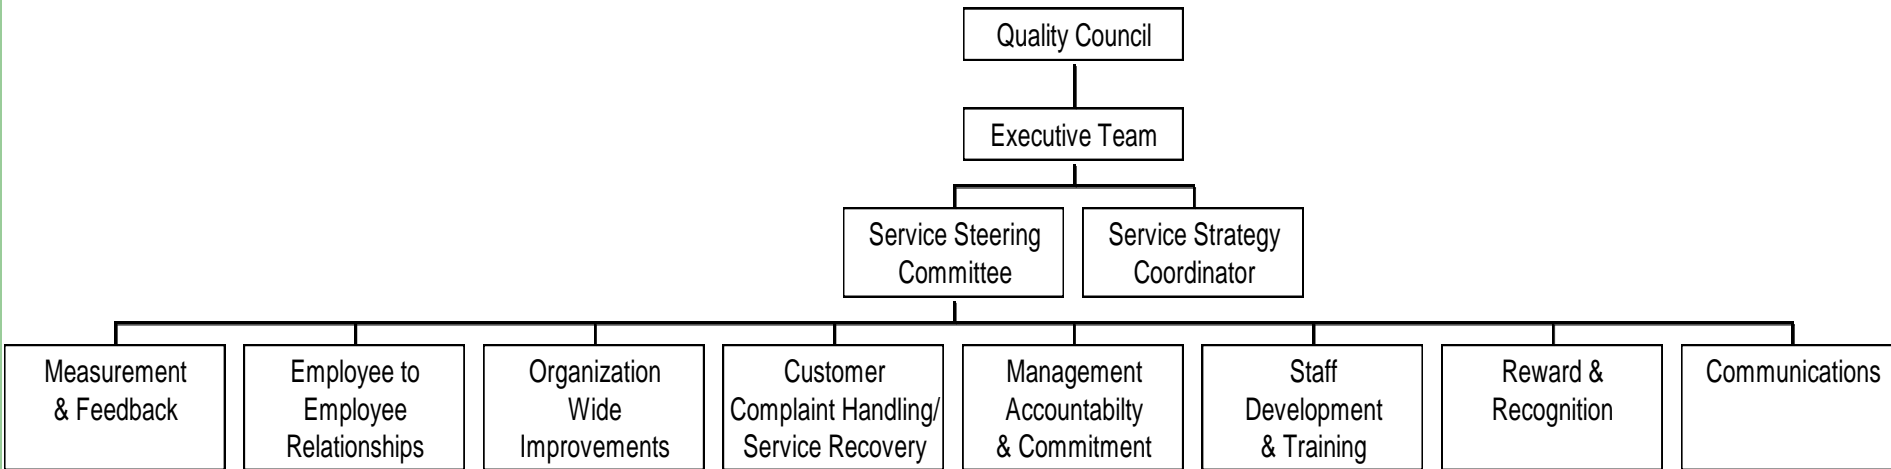 Quality Council
Executive Team
Service Steering
Committee
Service Strategy
Coordinator
Measurement
& Feedback
Employee to
Employee
Relationships
Organization
Wide
Improvements
Customer
Complaint Handling/
Service Recovery
Management
Accountabilty
& Commitment
Staff
Development
& Training
Reward &
Recognition
Communications